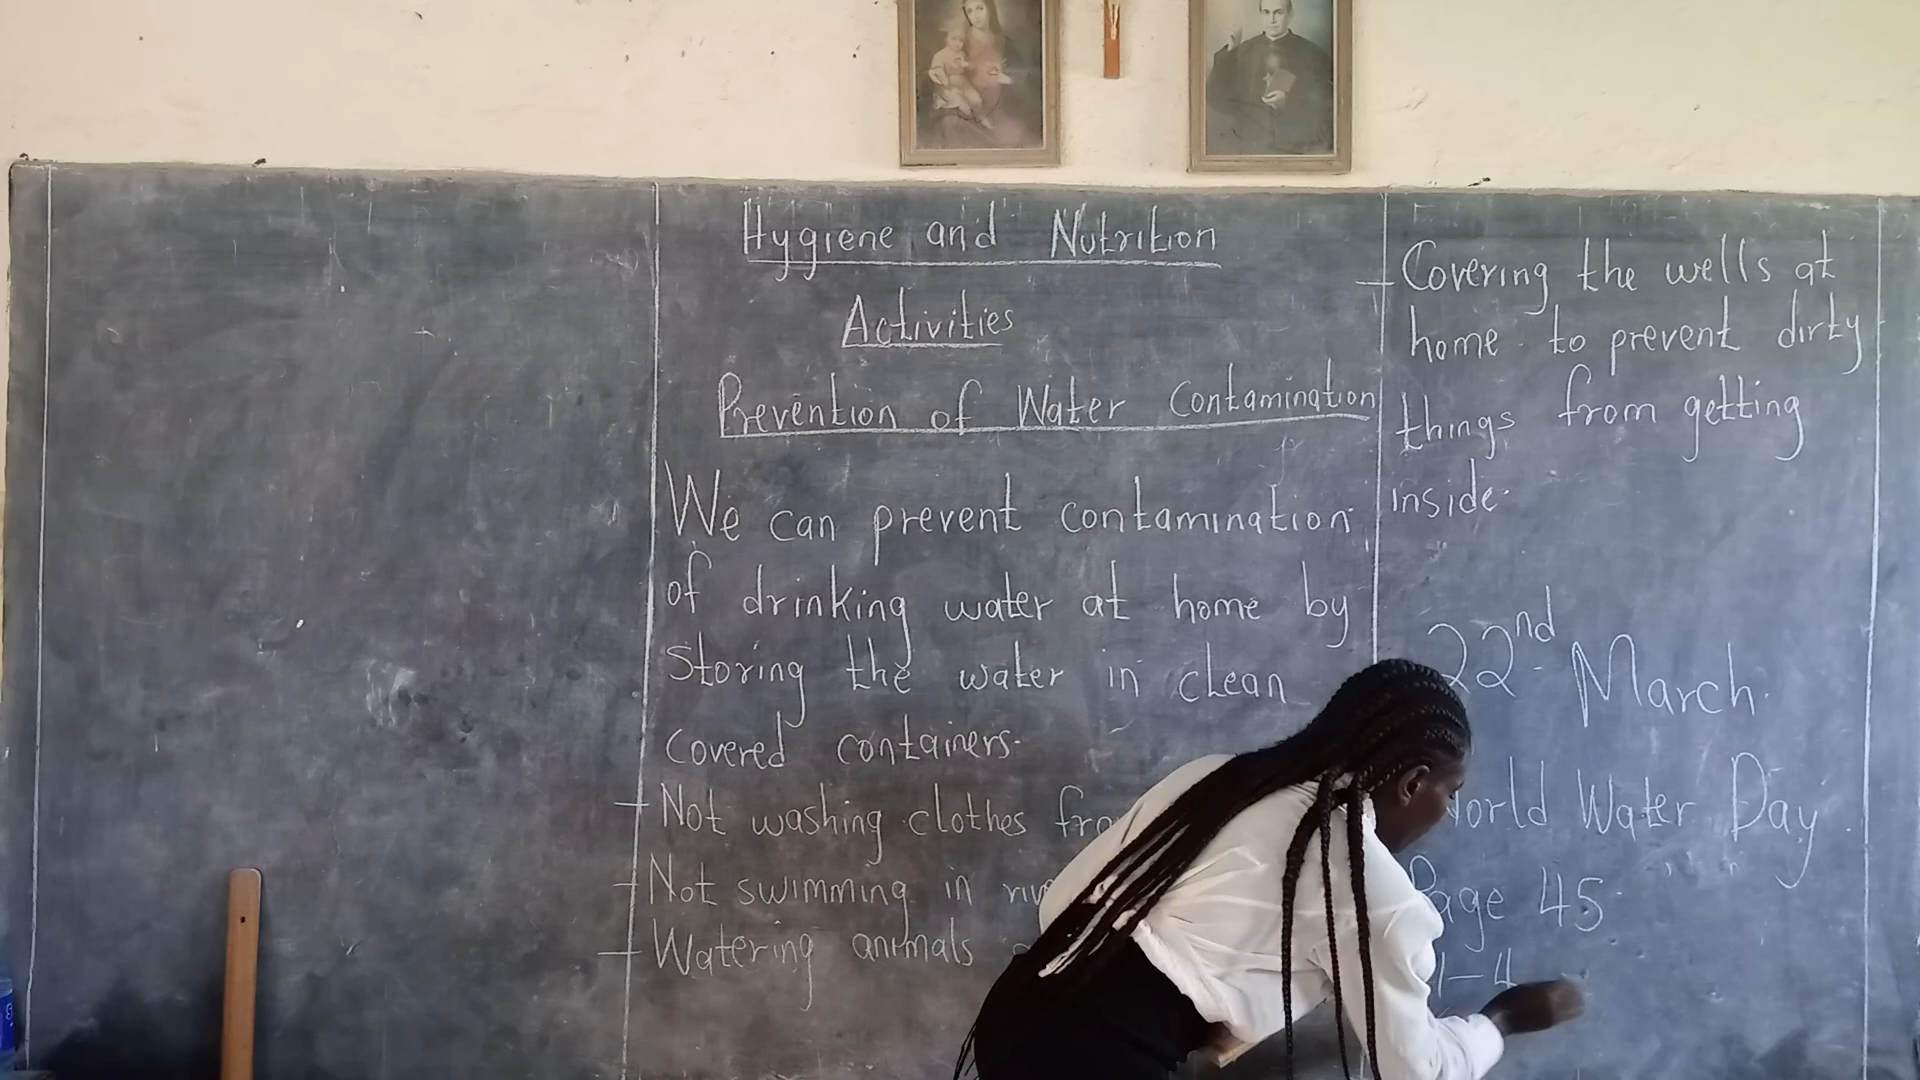 Hygiene and Nutrition
Activities
Prevention of Water Contamination
We can prevent contamination
of drinking water at home by
Storing the water in clean
Covered containers.
- Not washing clothes
- Not swimming in
- Watering animals
- Covering the wells at
home to prevent dirty
things from getting
inside.
22nd March.
World Water Day.
Page 45
1-4